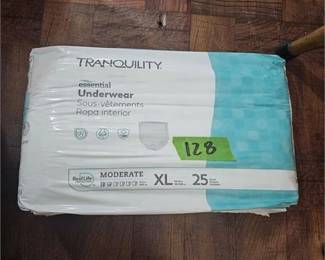 TRANQUILITY
essential
Underwear
Sous-vêtements
Ropa interior
128
MODERATE
XL
25